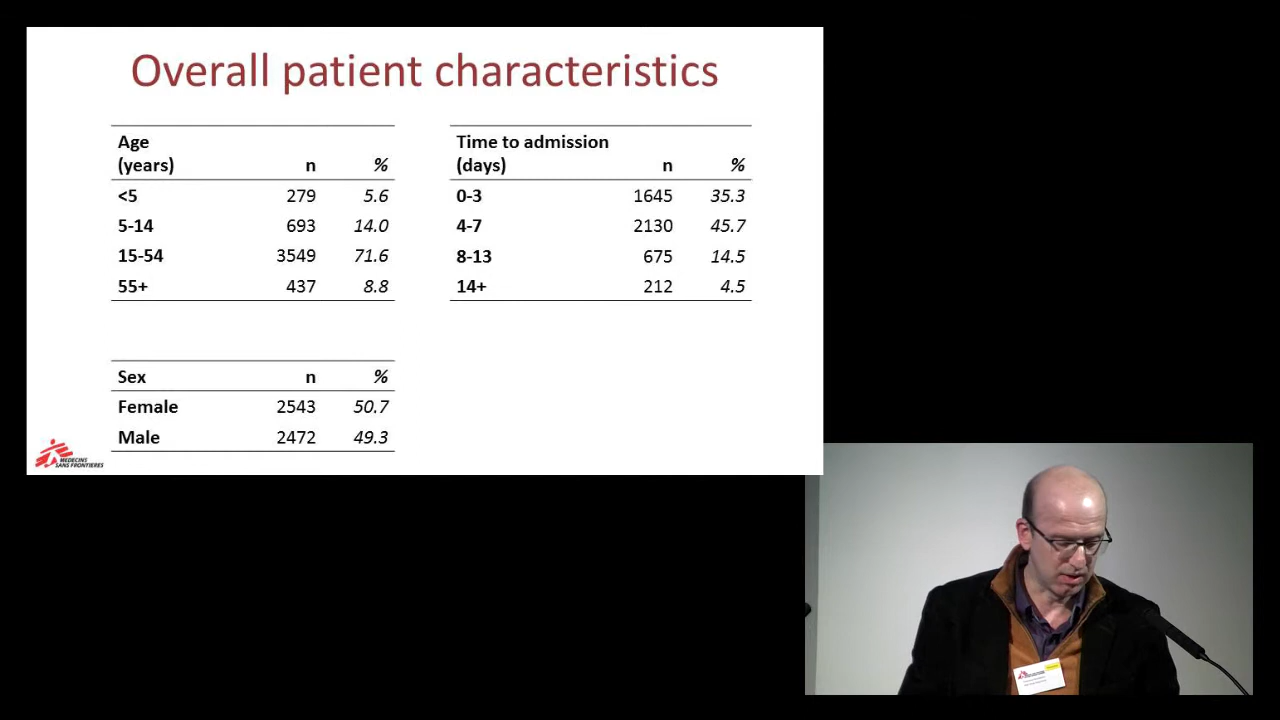 Overall patient characteristics
Age
(years) n %
<5 279 5.6
5-14 693 14.0
15-54 3549 71.6
55+ 437 8.8
Time to admission
(days) n %
0-3 1645 35.3
4-7 2130 45.7
8-13 675 14.5
14+ 212 4.5
Sex n %
Female 2543 50.7
Male 2472 49.3
MEDECINS
SANS FRONTIERES